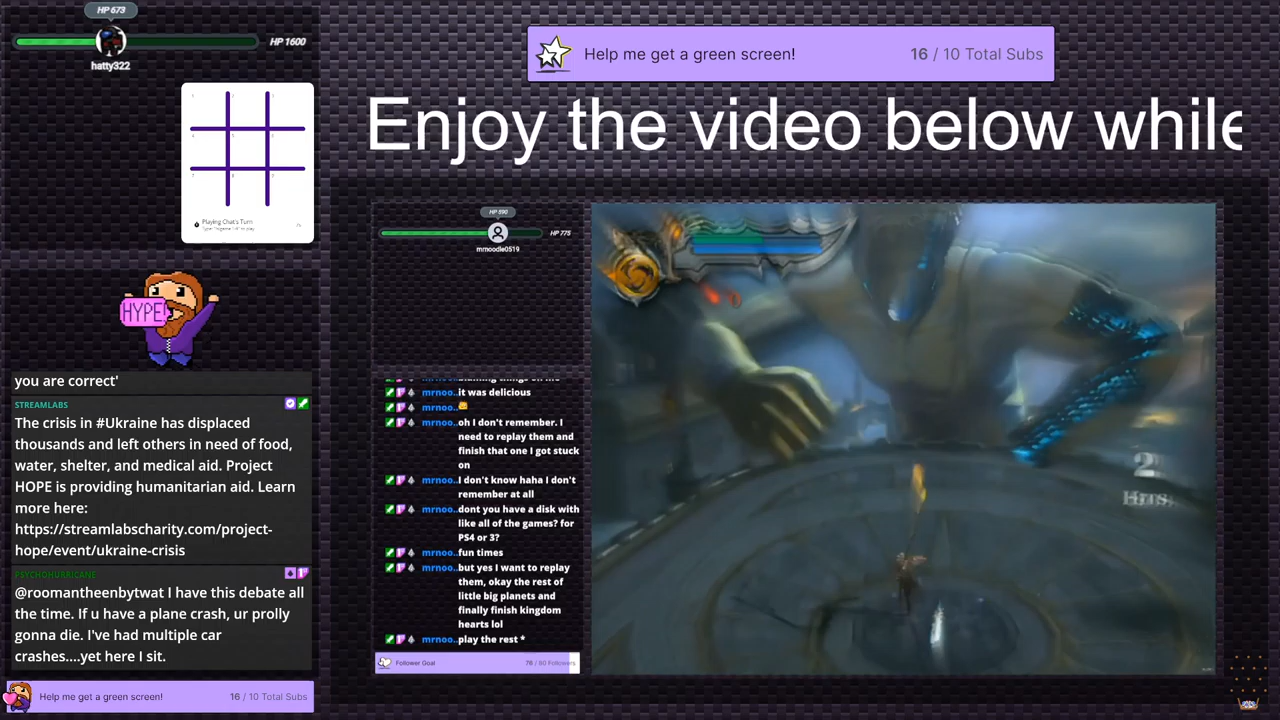 HP 673
HP 1600
hatty322
Help me get a green screen!
16 / 10 Total Subs
Enjoy the video below while
Playing Chat's Turn
HP 590
HP 775
mmoodle0519
2
Hits
it was delicious
mrnoo..
mrnoo..
mrnoo.. oh I don't remember. I
need to replay them and
finish that one I got stuck
on
mrnoo.. I don't know haha I don't
remember at all
mrnoo.. dont you have a disk with
like all of the games? for
PS4 or 3?
mrnoo.. fun times
mrnoo.. but yes I want to replay
them, okay the rest of
little big planets and
finally finish kingdom
hearts lol
mrnoo.. play the rest *
Follower Goal
76 / 80 Followers
HYPE!
you are correct'
STREAMLABS
The crisis in #Ukraine has displaced
thousands and left others in need of food,
water, shelter, and medical aid. Project
HOPE is providing humanitarian aid. Learn
more here:
https://streamlabscharity.com/project-
hope/event/ukraine-crisis
PSYCHOHURRICANE
@roomantheenbytwat I have this debate all
the time. If u have a plane crash, ur prolly
gonna die. I've had multiple car
crashes....yet here I sit.
Help me get a green screen!
16 / 10 Total Subs